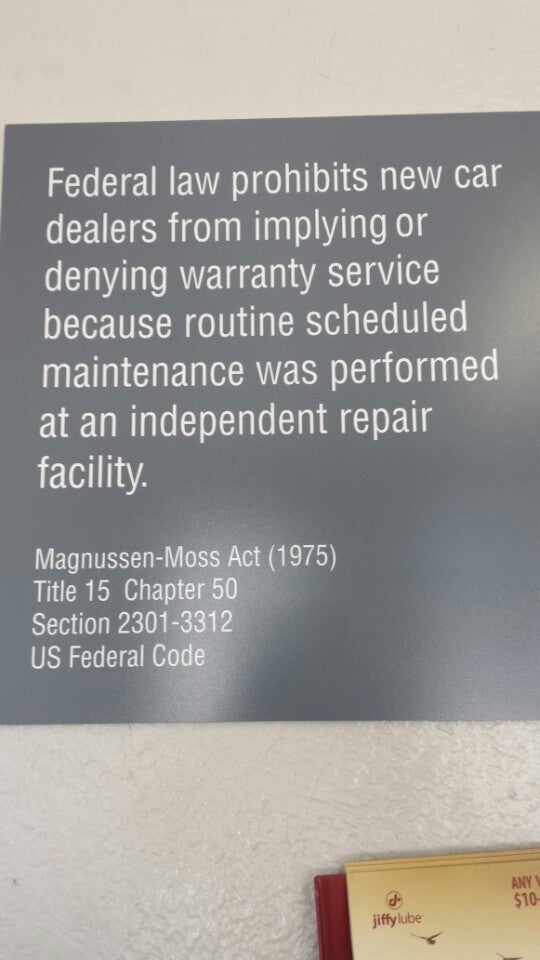 Federal law prohibits new car
dealers from implying or
denying warranty service
because routine scheduled
maintenance was performed
at an independent repair
facility.
Magnussen-Moss Act (1975)
Title 15 Chapter 50
Section 2301-3312
US Federal Code
ANY
$10
jiffy lube